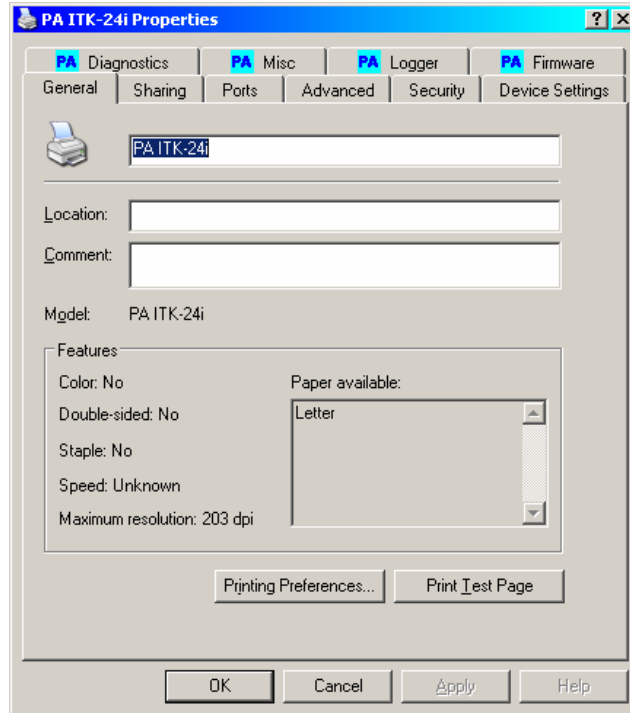 PA ITK-24i Properties
PA Diagnostics PA Misc PA Logger PA Firmware
General Sharing Ports Advanced Security Device Settings
PA ITK-24i
Location:
Comment:
Model: PA ITK-24i
Features
Color: No Paper available:
Double-sided: No Letter
Staple: No
Speed: Unknown
Maximum resolution: 203 dpi
Printing Preferences... Print Test Page
OK Cancel Apply Help